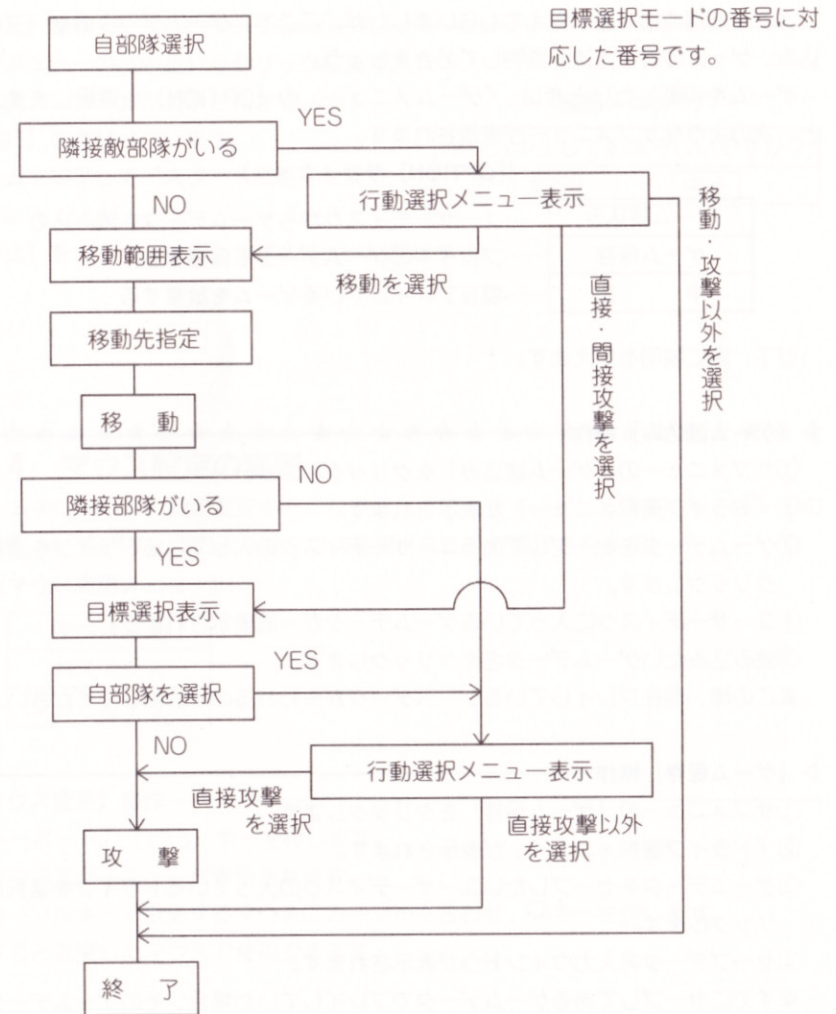 目標選択モードの番号に対
応した番号です。
自部隊選択
YES
隣接敵部隊がいる
NO
行動選択メニュー表示
移動・攻撃以外を選択
移動範囲表示
移動を選択
直接・間接攻撃を選択
移動先指定
移　動
NO
隣接部隊がいる
YES
目標選択表示
YES
自部隊を選択
NO
行動選択メニュー表示
直接攻撃
を選択
直接攻撃以外
を選択
攻　撃
終　了